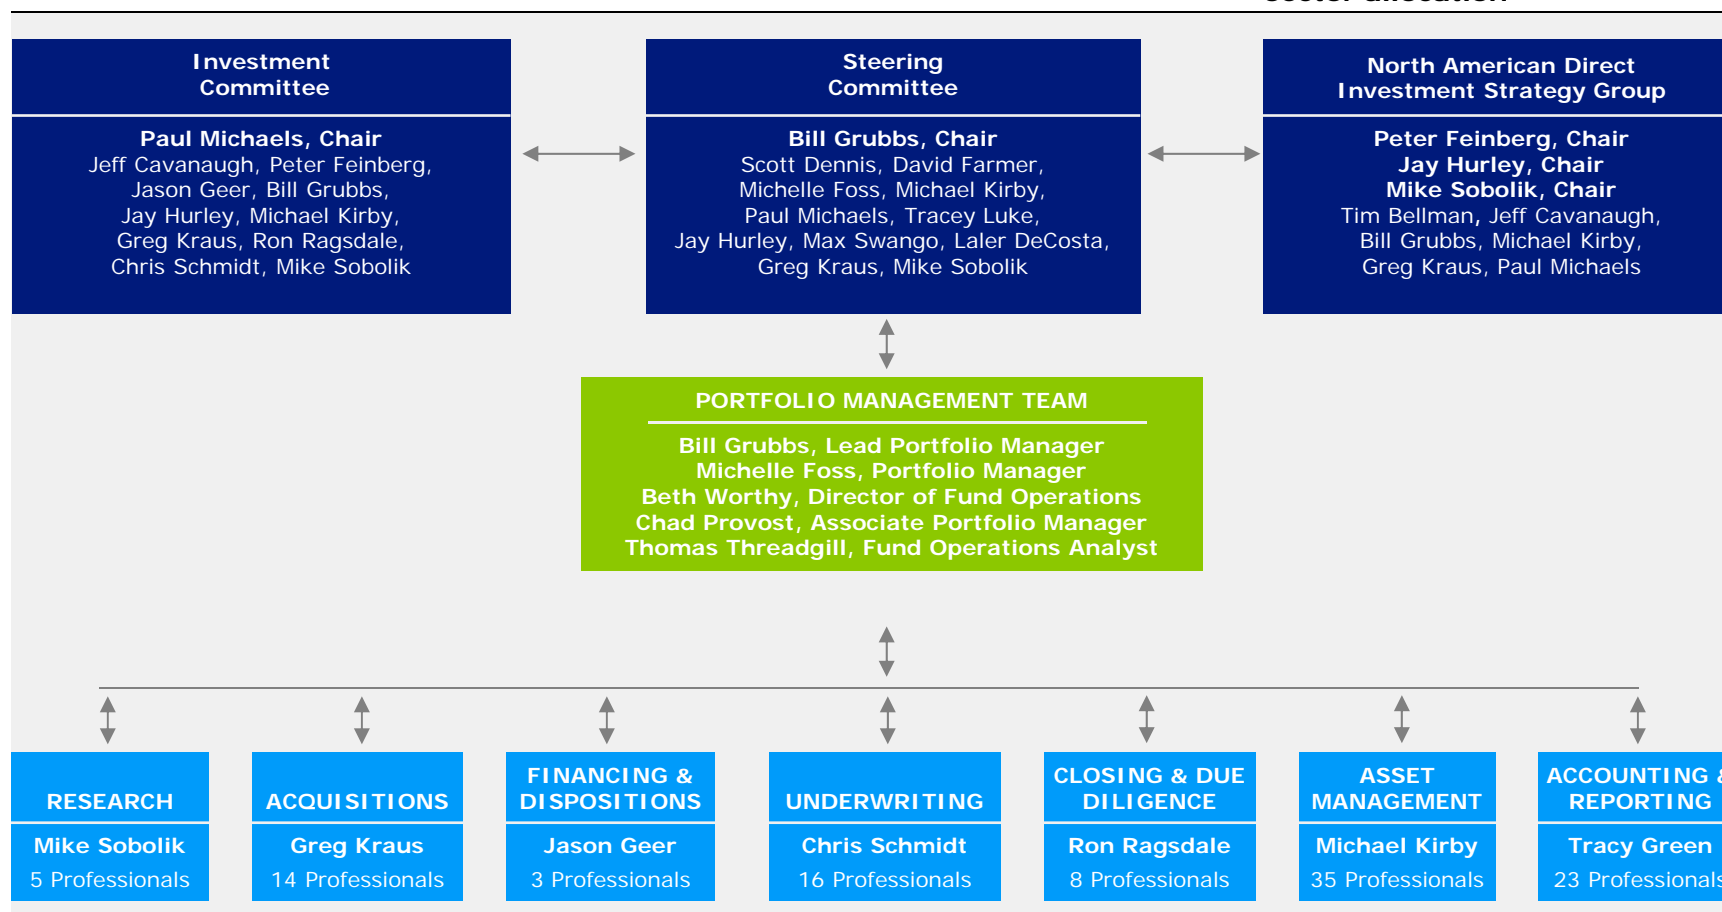 sector allocation
Investment
Committee
Paul Michaels, Chair
Jeff Cavanaugh, Peter Feinberg,
Jason Geer, Bill Grubbs,
Jay Hurley, Michael Kirby,
Greg Kraus, Ron Ragsdale,
Chris Schmidt, Mike Sobolik
Steering
Committee
Bill Grubbs, Chair
Scott Dennis, David Farmer,
Michelle Foss, Michael Kirby,
Paul Michaels, Tracey Luke,
Jay Hurley, Max Swango, Laler DeCosta,
Greg Kraus, Mike Sobolik
North American Direct
Investment Strategy Group
Peter Feinberg, Chair
Jay Hurley, Chair
Mike Sobolik, Chair
Tim Bellman, Jeff Cavanaugh,
Bill Grubbs, Michael Kirby,
Greg Kraus, Paul Michaels
PORTFOLIO MANAGEMENT TEAM
Bill Grubbs, Lead Portfolio Manager
Michelle Foss, Portfolio Manager
Beth Worthy, Director of Fund Operations
Chad Provost, Associate Portfolio Manager
Thomas Threadgill, Fund Operations Analyst
RESEARCH
Mike Sobolik
5 Professionals
ACQUISITIONS
Greg Kraus
14 Professionals
FINANCING &
DISPOSITIONS
Jason Geer
3 Professionals
UNDERWRITING
Chris Schmidt
16 Professionals
CLOSING & DUE
DILIGENCE
Ron Ragsdale
8 Professionals
ASSET
MANAGEMENT
Michael Kirby
35 Professionals
ACCOUNTING &
REPORTING
Tracy Green
23 Professionals